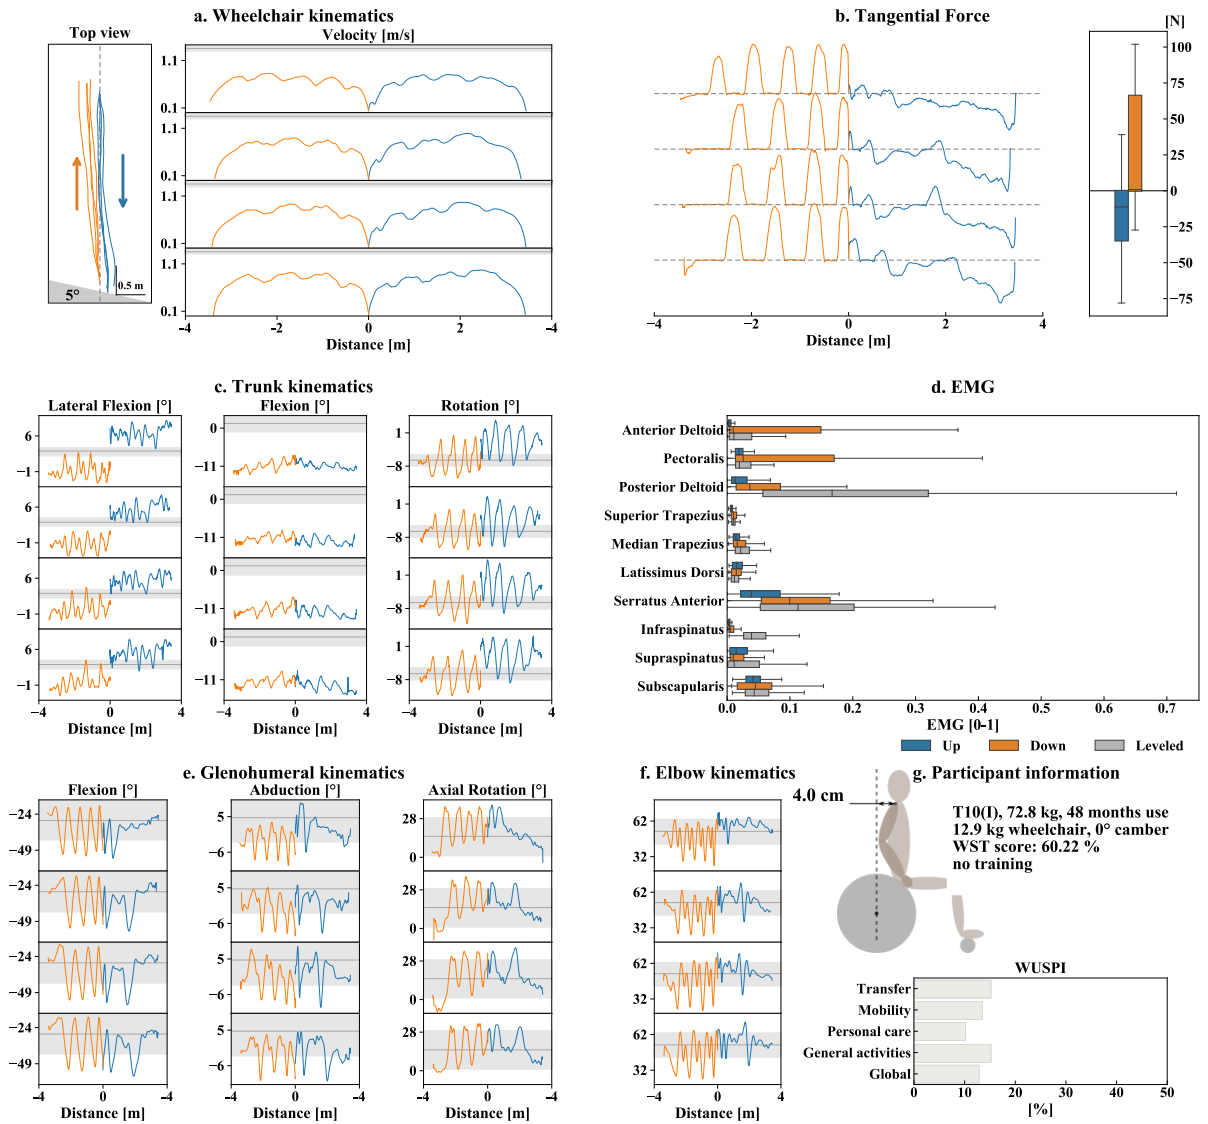 a. Wheelchair kinematics
Top view
Velocity [m/s]
1.1
0.1
1.1
0.1
1.1
0.1
1.1
0.1
5°
0.5 m
-4
-2
0
2
4
Distance [m]
b. Tangential Force
[N]
100
75
50
25
0
−25
−50
−75
−4
−2
0
2
4
Distance [m]
c. Trunk kinematics
Lateral Flexion [°]
Flexion [°]
Rotation [°]
6
−1
6
−1
6
−1
6
−1
0
−11
0
−11
0
−11
0
−11
1
−8
1
−8
1
−8
1
−8
−4
0
4
Distance [m]
−4
0
4
Distance [m]
−4
0
4
Distance [m]
d. EMG
Anterior Deltoid
Pectoralis
Posterior Deltoid
Superior Trapezius
Median Trapezius
Latissimus Dorsi
Serratus Anterior
Infraspinatus
Supraspinatus
Subscapularis
0.0
0.1
0.2
0.3
0.4
0.5
0.6
0.7
EMG [0-1]
Up
Down
Leveled
e. Glenohumeral kinematics
Flexion [°]
Abduction [°]
Axial Rotation [°]
−24
−49
−24
−49
−24
−49
−24
−49
5
−6
5
−6
5
−6
5
−6
28
0
28
0
28
0
28
0
−4
0
-4
Distance [m]
−4
0
4
Distance [m]
−4
0
4
Distance [m]
f. Elbow kinematics
62
32
62
32
62
32
62
32
−4
0
4
Distance [m]
g. Participant information
4.0 cm
T10(I), 72.8 kg, 48 months use
12.9 kg wheelchair, 0° camber
WST score: 60.22 %
no training
WUSPI
Transfer
Mobility
Personal care
General activities
Global
0
10
20
30
40
50
[%]